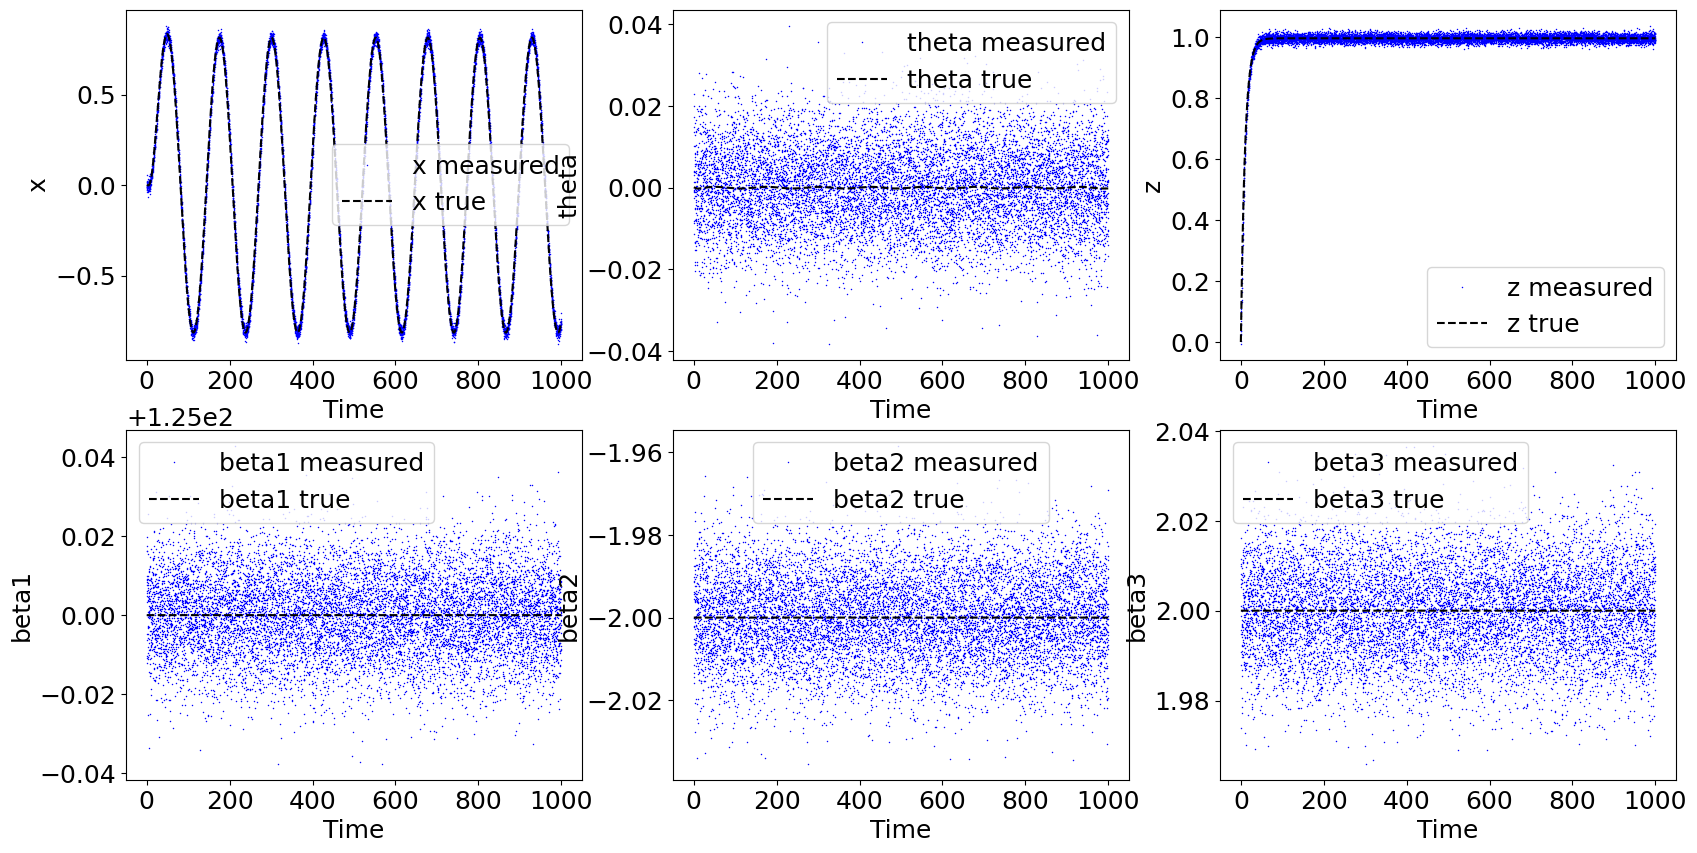 0.5
0.0
−0.5
x
0
200
400
600
800
1000
Time
x measured
x true
0.04
0.02
0.00
−0.02
−0.04
theta
0
200
400
600
800
1000
Time
theta measured
theta true
1.0
0.8
0.6
0.4
0.2
0.0
z
0
200
400
600
800
1000
Time
z measured
z true
+1.25e2
0.04
0.02
0.00
−0.02
−0.04
beta1
0
200
400
600
800
1000
Time
beta1 measured
beta1 true
−1.96
−1.98
−2.00
−2.02
beta2
0
200
400
600
800
1000
Time
beta2 measured
beta2 true
2.04
2.02
2.00
1.98
beta3
0
200
400
600
800
1000
Time
beta3 measured
beta3 true